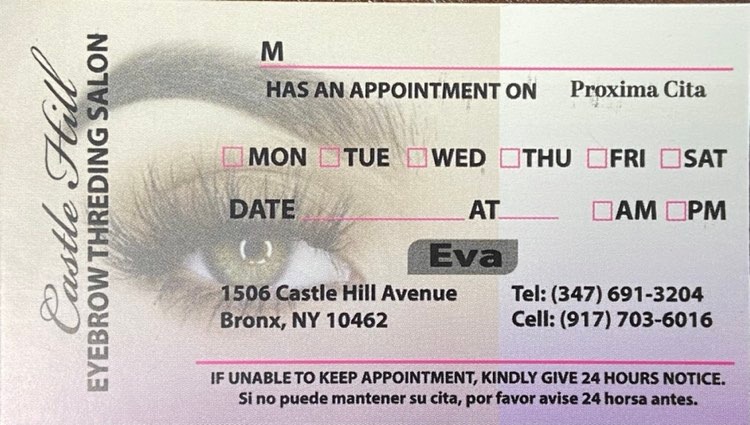 Castle Hill
EYEBROW THREDING SALON
M
HAS AN APPOINTMENT ON Proxima Cita
MON TUE WED THU FRI SAT
DATE AT AM PM
Eva
1506 Castle Hill Avenue Tel: (347) 691-3204
Bronx, NY 10462 Cell: (917) 703-6016
IF UNABLE TO KEEP APPOINTMENT, KINDLY GIVE 24 HOURS NOTICE.
Si no puede mantener su cita, por favor avise 24 horsa antes.